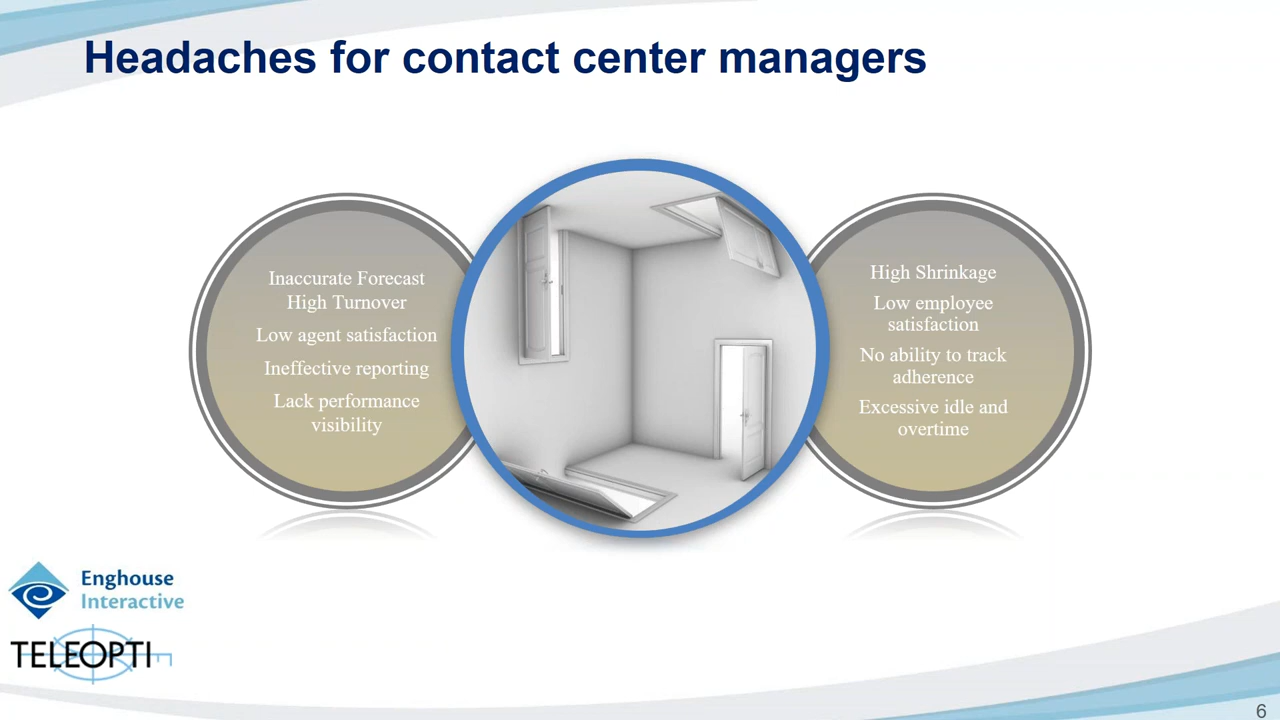 Headaches for contact center managers
Inaccurate Forecast
High Turnover
Low agent satisfaction
Ineffective reporting
Lack performance
visibility
High Shrinkage
Low employee
satisfaction
No ability to track
adherence
Excessive idle and
overtime
Enghouse
Interactive
TELEOPTI
6